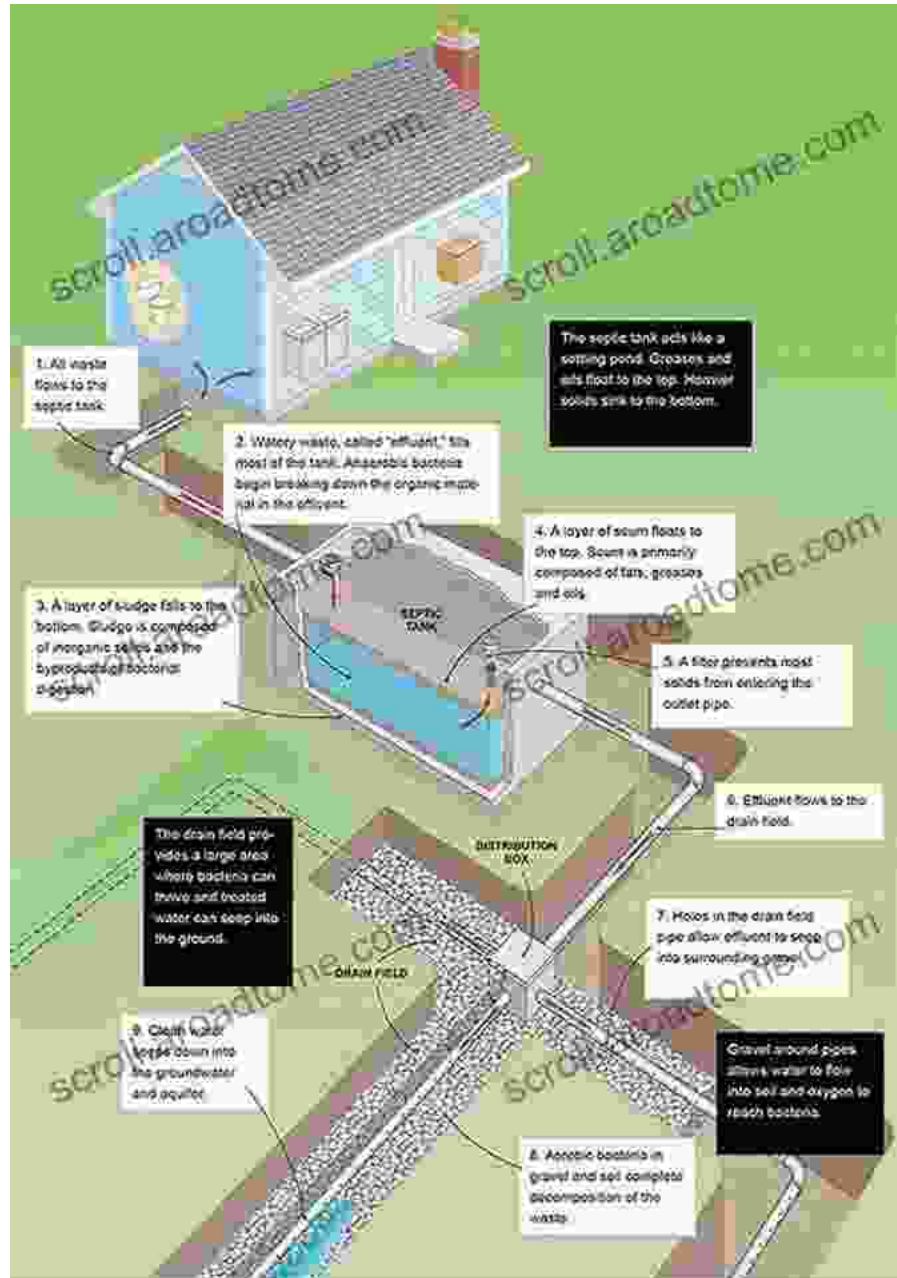 scroll.aroadtome.com
scroll.aroadtome.com
The septic tank acts like a
settling pond. Greases and
oils float to the top. Heavier
solids sink to the bottom.
1. All waste
flows to the
septic tank.
2. Watery waste, called "effluent," fills
most of the tank. Anaerobic bacteria
begin breaking down the organic mate-
rial in the efficent.
scroll.aroadtome.com
scroll.aroadtome.com
4. A layer of scum floats to
the top. Scum is primarily
composed of fats, greases
and oils.
3. A layer of sludge falls to the
bottom. Sludge is composed
of inorganic solids and the
byproducts of bacterial
digestion.
SEPTIC
TANK
5. A filter prevents most
solids from entering the
outlet pipe.
6. Effluent flows to the
drain field.
The drain field pro-
vides a large area
where bacteria can
thrive and treated
water can seep into
the ground.
DISTRIBUTION
BOX
7. Holes in the drain field
pipe allow effluent to seep
into surrounding gravel.
DRAIN FIELD
scroll.aroadtome.com
scroll.aroadtome.com
9. Clean water
seeps down into
the groundwater
and aquifer.
Gravel around pipes
allows water to flow
into soil and oxygen to
reach bacteria.
8. Aerobic bacteria in
gravel and soil complete
decomposition of the
waste.